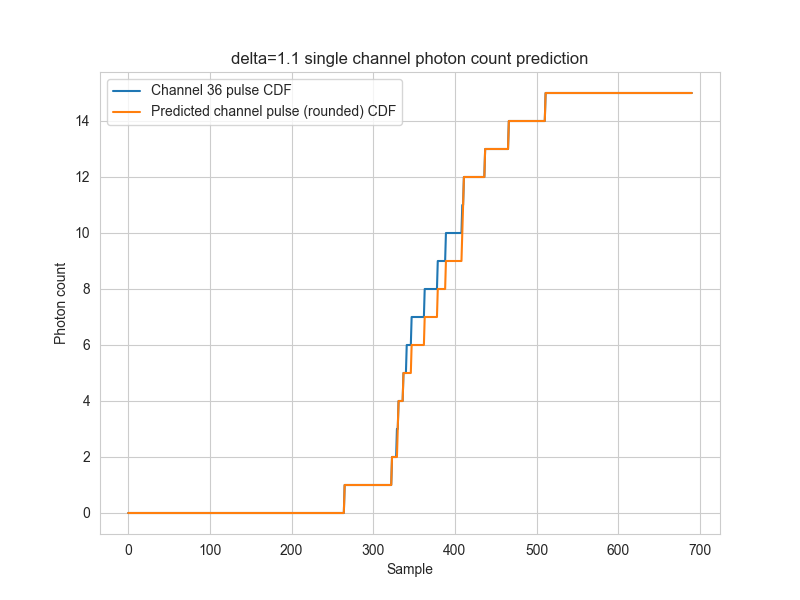 delta=1.1 single channel photon count prediction
Channel 36 pulse CDF
Predicted channel pulse (rounded) CDF
14
12
10
8
6
4
2
0
Photon count
0 100 200 300 400 500 600 700
Sample